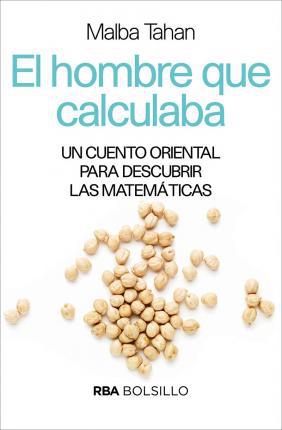 Malba Tahan
El hombre que
calculaba
UN CUENTO ORIENTAL
PARA DESCUBRIR
LAS MATEMÁTICAS
RBA BOLSILLO